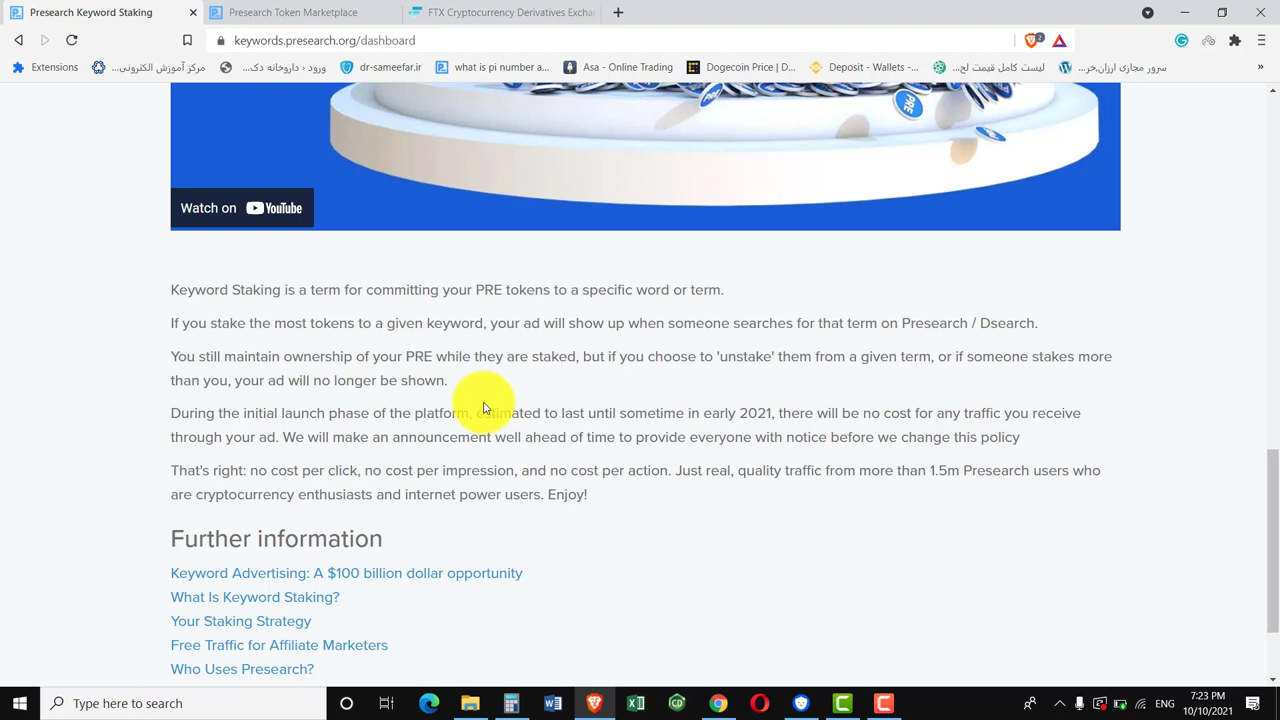 Presearch Keyword Staking
Presearch Token Marketplace
FTX Cryptocurrency Derivatives Exchan
keywords.presearch.org/dashboard
2
Extensions
مرکز آموزش الکترونی...
ورود ‹ داروخانه دک...
dr-sameefar.ir
what is pi number a...
Asa - Online Trading
Dogecoin Price | D...
Deposit - Wallets -...
لیست کامل قیمت لح...
سرور مجازی ارزان,خر...
»
PRE
Watch on YouTube
Keyword Staking is a term for committing your PRE tokens to a specific word or term.
If you stake the most tokens to a given keyword, your ad will show up when someone searches for that term on Presearch / Dsearch.
You still maintain ownership of your PRE while they are staked, but if you choose to 'unstake' them from a given term, or if someone stakes more
than you, your ad will no longer be shown.
During the initial launch phase of the platform, estimated to last until sometime in early 2021, there will be no cost for any traffic you receive
through your ad. We will make an announcement well ahead of time to provide everyone with notice before we change this policy
That's right: no cost per click, no cost per impression, and no cost per action. Just real, quality traffic from more than 1.5m Presearch users who
are cryptocurrency enthusiasts and internet power users. Enjoy!
Further information
Keyword Advertising: A $100 billion dollar opportunity
What Is Keyword Staking?
Your Staking Strategy
Free Traffic for Affiliate Marketers
Who Uses Presearch?
Type here to search
ENG
7:23 PM
10/10/2021